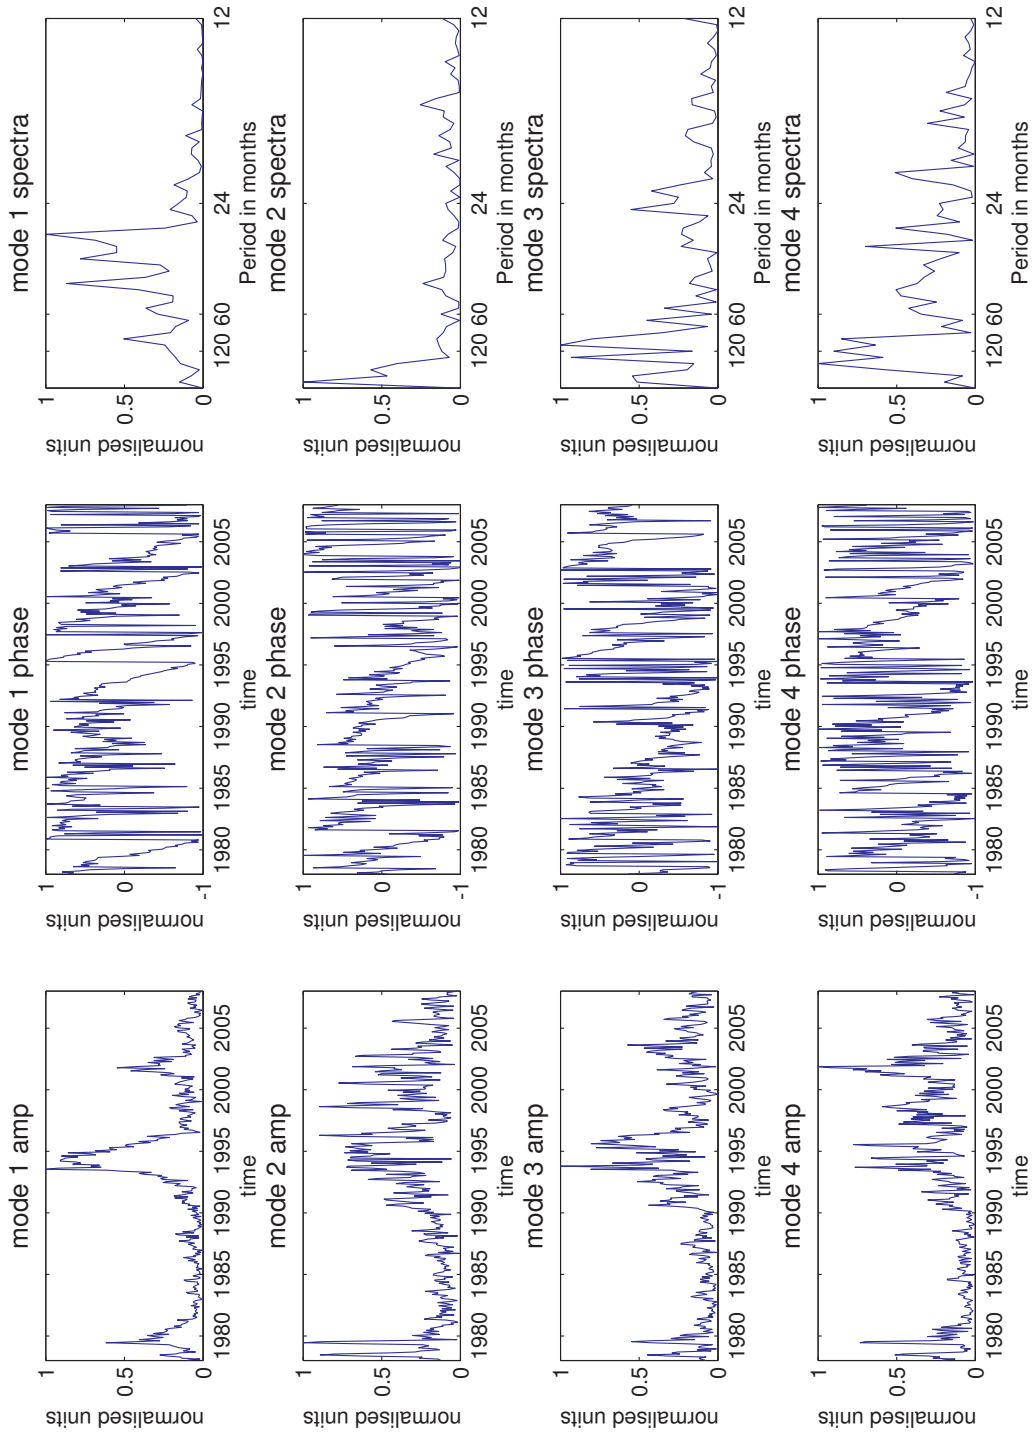 mode 1 amp
normalised units
1
0.5
0
1980 1985 1990 1995 2000 2005
time
mode 1 phase
normalised units
1
0
-1
1980 1985 1990 1995 2000 2005
time
mode 1 spectra
normalised units
1
0.5
0
120 60 24 12
Period in months
mode 2 amp
normalised units
1
0.5
0
1980 1985 1990 1995 2000 2005
time
mode 2 phase
normalised units
1
0
-1
1980 1985 1990 1995 2000 2005
time
mode 2 spectra
normalised units
1
0.5
0
120 60 24 12
Period in months
mode 3 amp
normalised units
1
0.5
0
1980 1985 1990 1995 2000 2005
time
mode 3 phase
normalised units
1
0
-1
1980 1985 1990 1995 2000 2005
time
mode 3 spectra
normalised units
1
0.5
0
120 60 24 12
Period in months
mode 4 amp
normalised units
1
0.5
0
1980 1985 1990 1995 2000 2005
time
mode 4 phase
normalised units
1
0
-1
1980 1985 1990 1995 2000 2005
time
mode 4 spectra
normalised units
1
0.5
0
120 60 24 12
Period in months